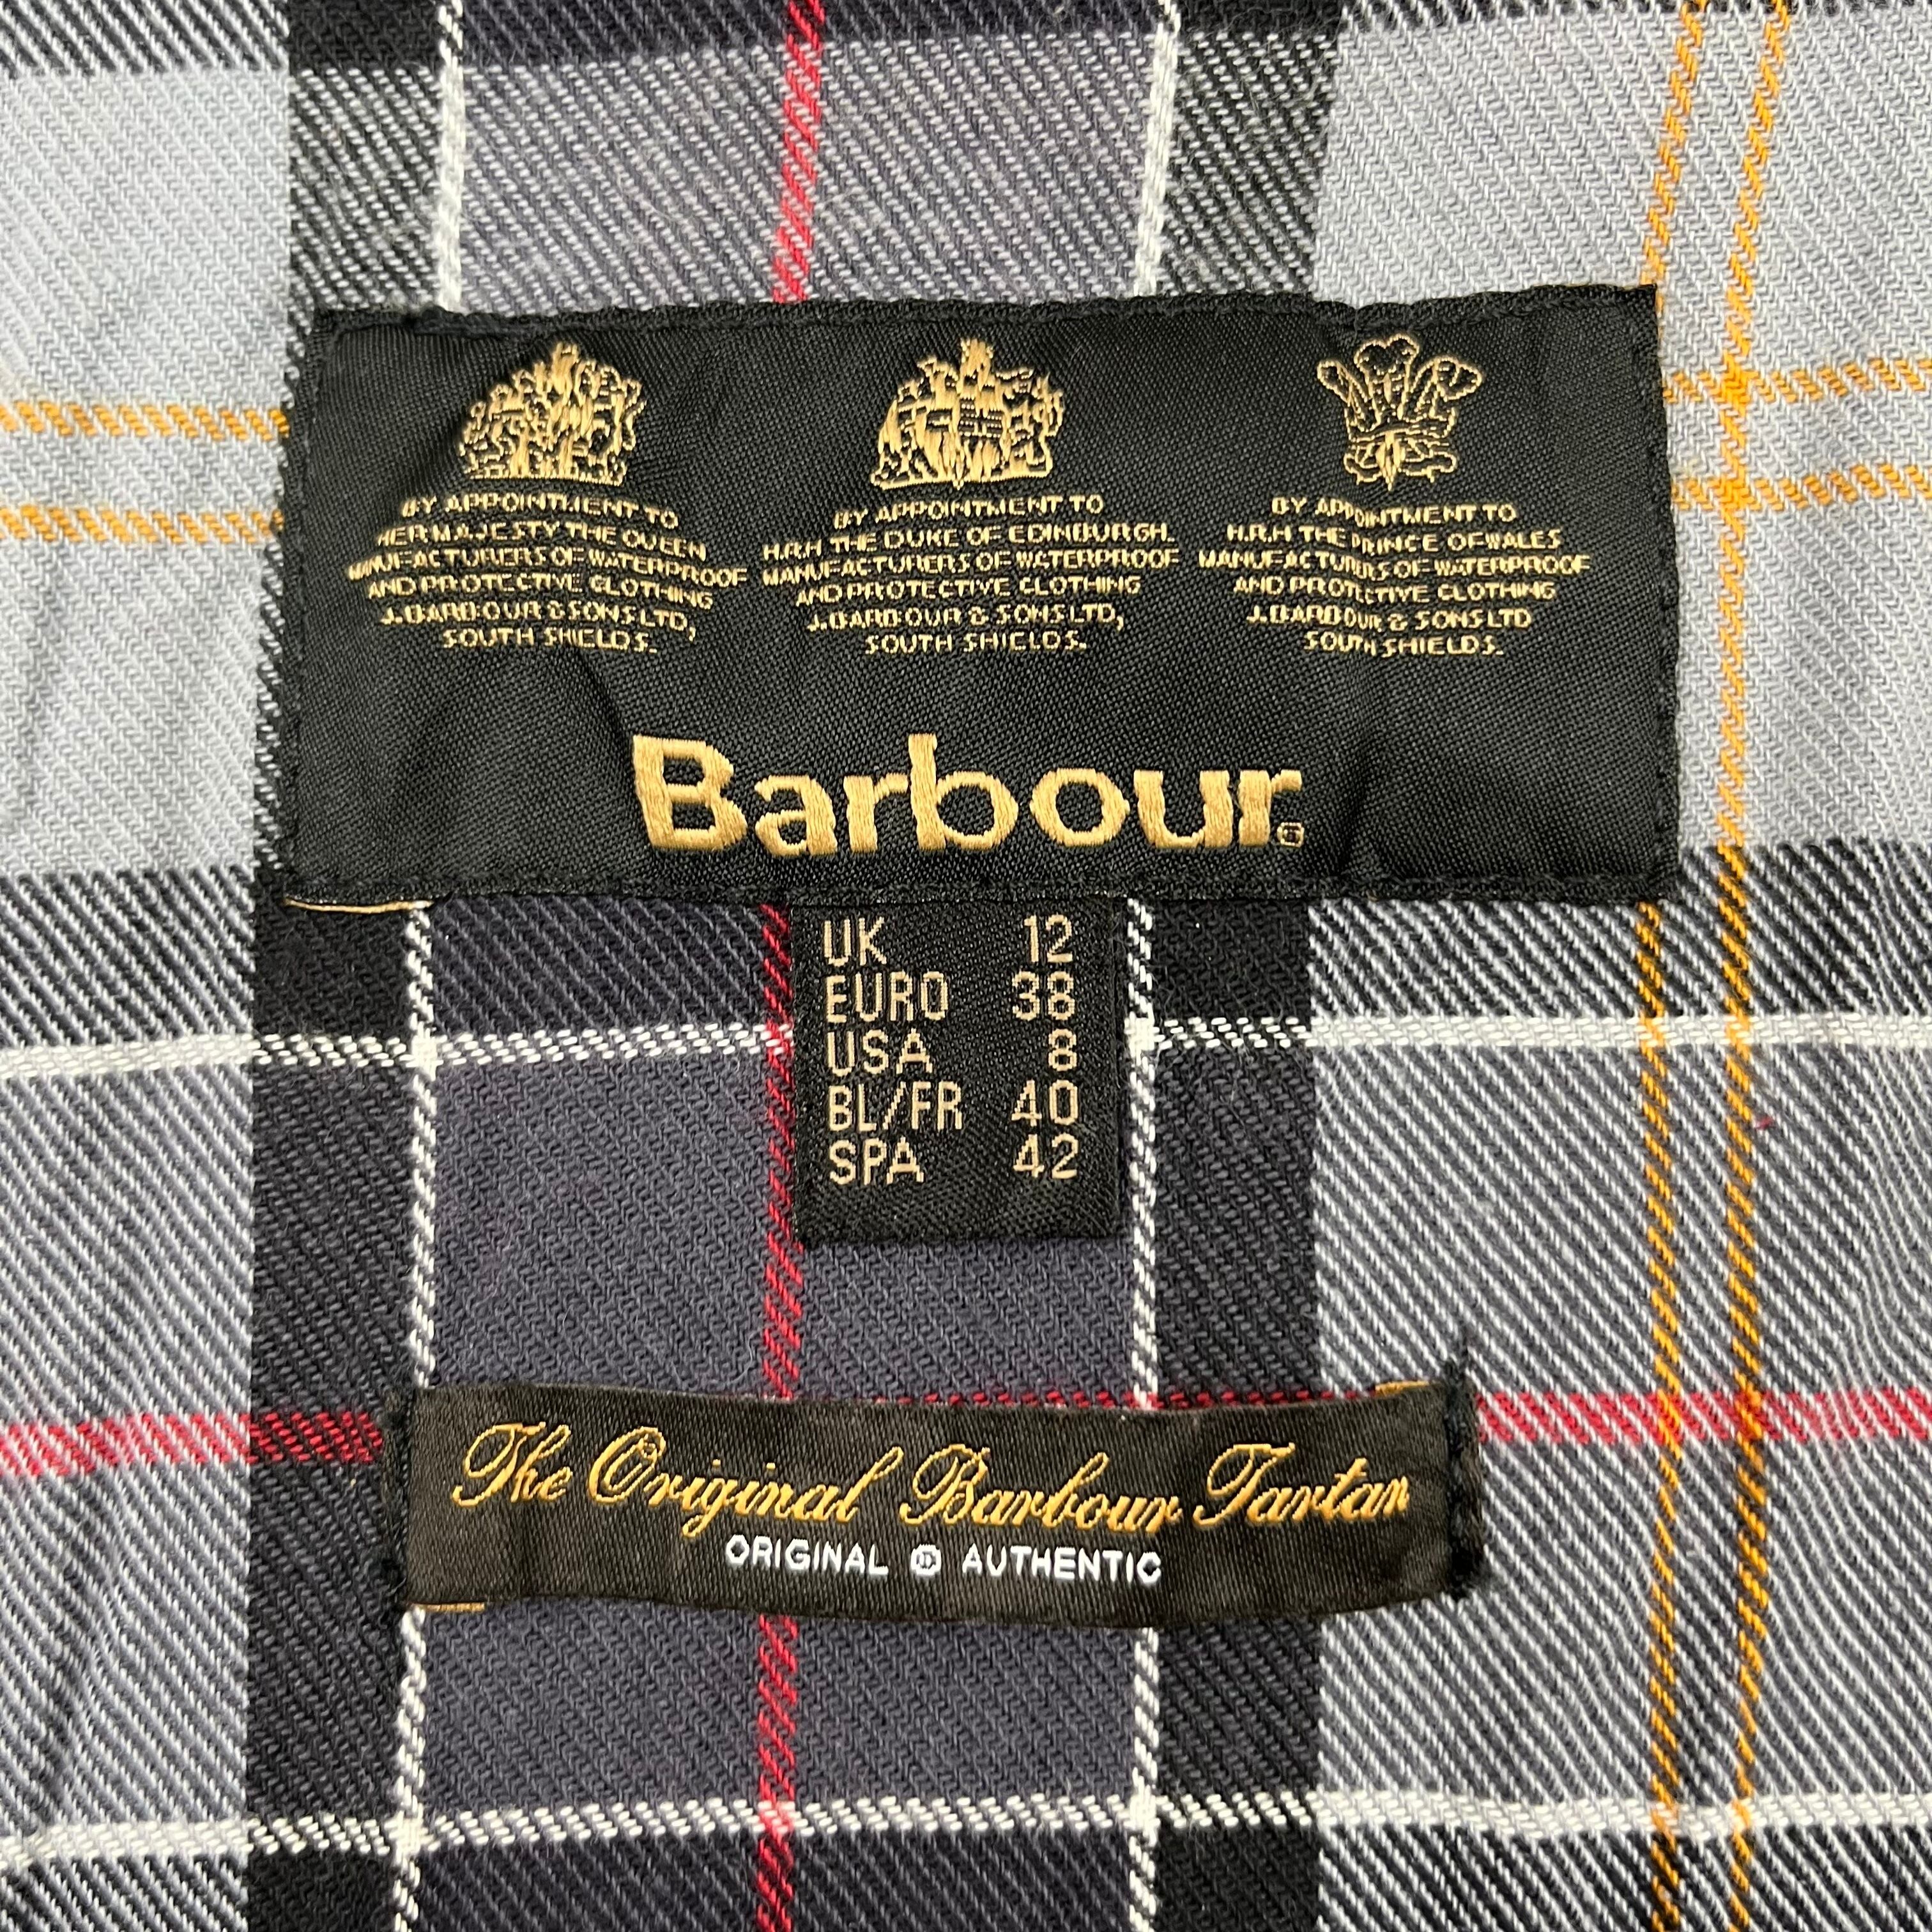 BY APPOINTMENT TO
HER MAJESTY THE QUEEN
MANUFACTURERS OF WATERPROOF
AND PROTECTIVE CLOTHING
J. BARBOUR & SONS LTD,
SOUTH SHIELDS.
BY APPOINTMENT TO
H.R.H THE DUKE OF EDINBURGH.
MANUFACTURERS OF WATERPROOF
AND PROTECTIVE CLOTHING
J. BARBOUR & SONS LTD,
SOUTH SHIELDS.
BY APPOINTMENT TO
H.R.H THE PRINCE OF WALES
MANUFACTURERS OF WATERPROOF
AND PROTECTIVE CLOTHING
J. BARBOUR & SONS LTD
SOUTH SHIELDS.
Barbour®
UK 12
EURO 38
USA 8
BL/FR 40
SPA 42
The Original Barbour Tartan
ORIGINAL ® AUTHENTIC